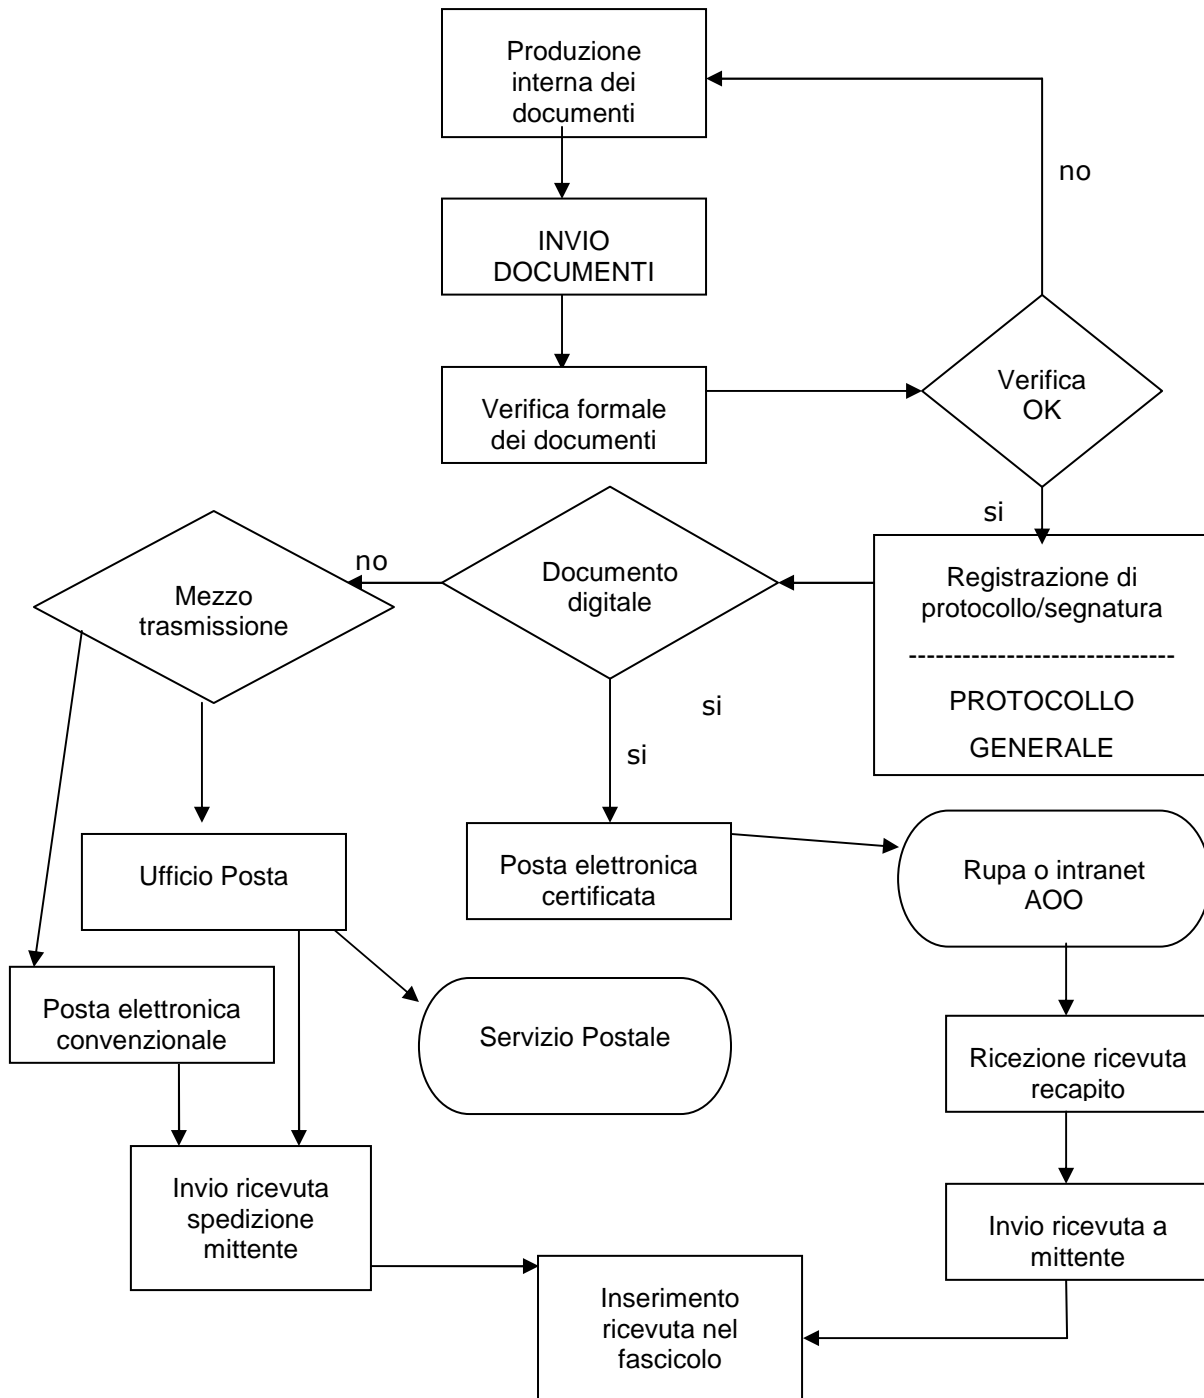 Produzione
interna dei
documenti
no
INVIO
DOCUMENTI
Verifica formale
dei documenti
Verifica
OK
si
Registrazione di
protocollo/segnatura
-----------------------------
PROTOCOLLO
GENERALE
Documento
digitale
no
Mezzo
trasmissione
si
si
Ufficio Posta
Posta elettronica
certificata
Rupa o intranet
AOO
Posta elettronica
convenzionale
Servizio Postale
Ricezione ricevuta
recapito
Invio ricevuta
spedizione
mittente
Invio ricevuta a
mittente
Inserimento
ricevuta nel
fascicolo